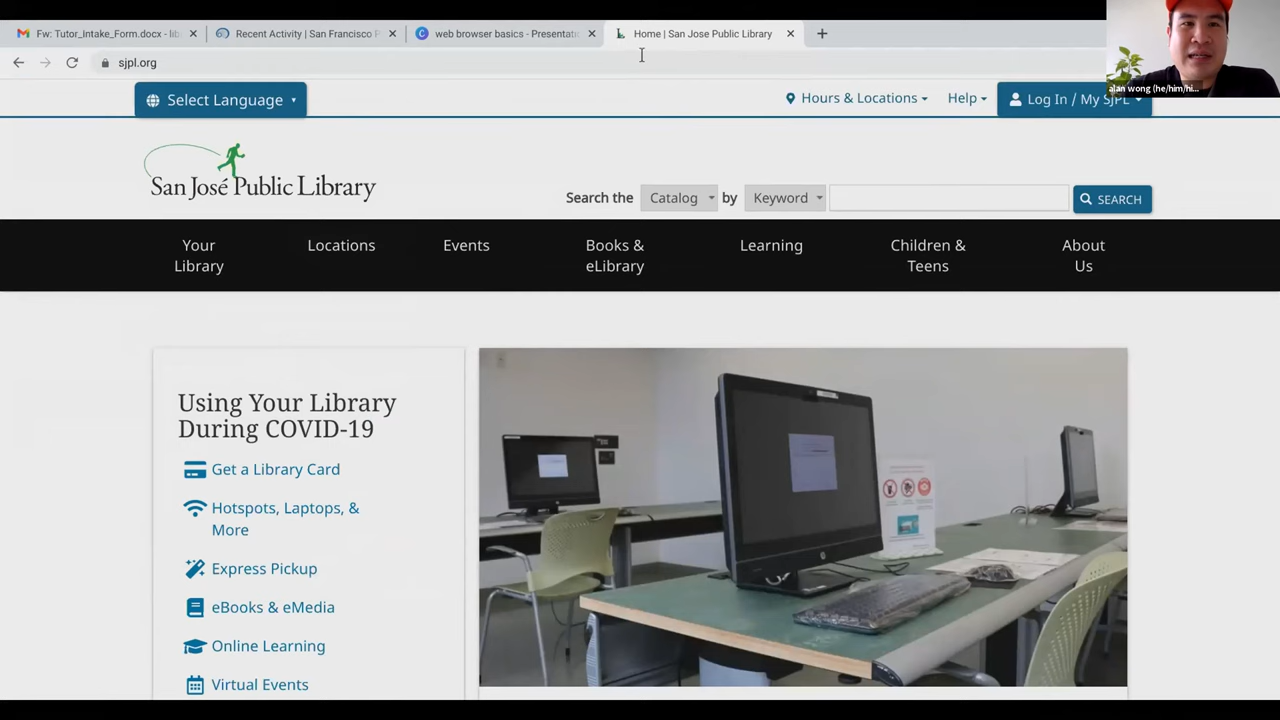 Fw: Tutor_Intake_Form.docx - lib
Recent Activity | San Francisco P
web browser basics - Presentatio
Home | San Jose Public Library
sjpl.org
alan wong (he/him/hi...
Select Language
Hours & Locations
Help
Log In / My SJPL
San José Public Library
Search the
Catalog
by
Keyword
SEARCH
Your
Library
Locations
Events
Books &
eLibrary
Learning
Children &
Teens
About
Us
Using Your Library
During COVID-19
Get a Library Card
Hotspots, Laptops, &
More
Express Pickup
eBooks & eMedia
Online Learning
Virtual Events